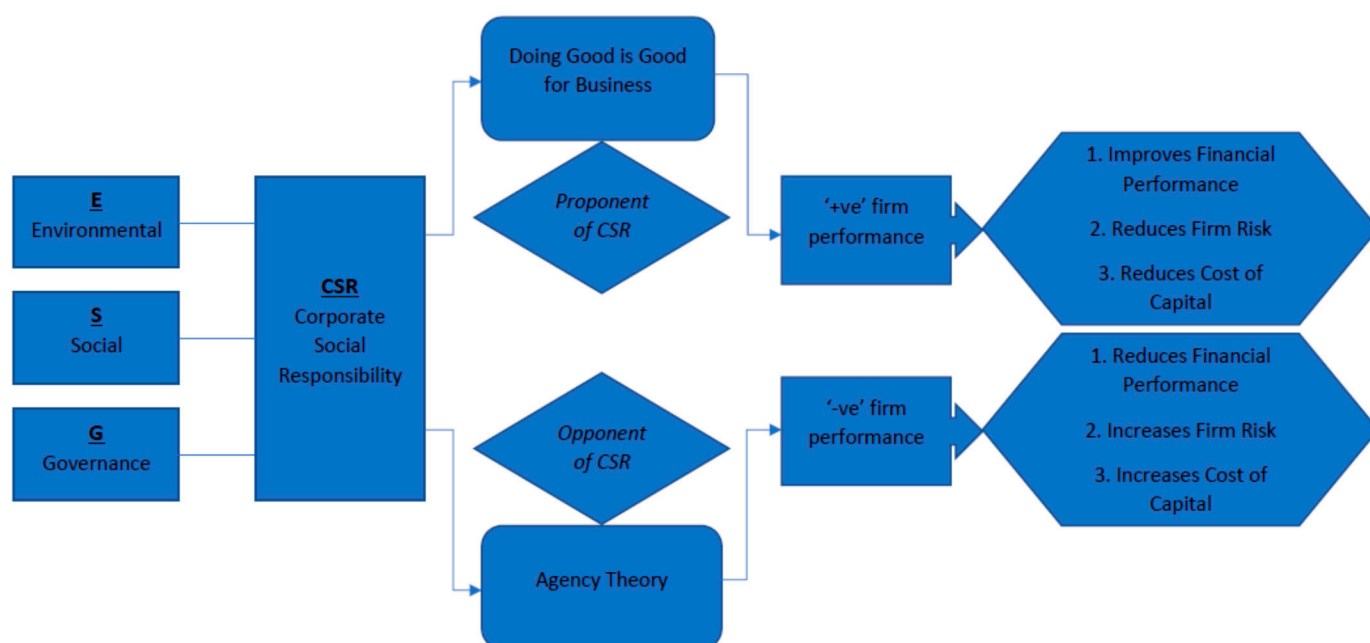 E
Environmental
S
Social
G
Governance
CSR
Corporate
Social
Responsibility
Doing Good is Good
for Business
Proponent
of CSR
Opponent
of CSR
Agency Theory
‘+ve’ firm
performance
‘-ve’ firm
performance
1. Improves Financial
Performance
2. Reduces Firm Risk
3. Reduces Cost of
Capital
1. Reduces Financial
Performance
2. Increases Firm Risk
3. Increases Cost of
Capital